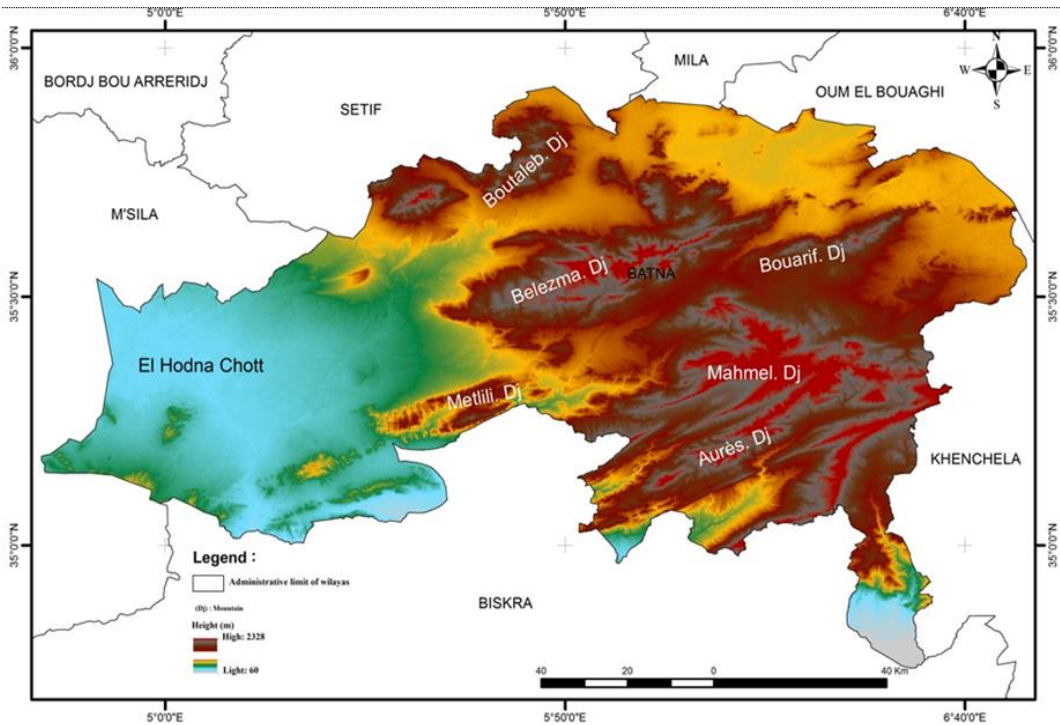 5°0'0"E 5°50'0"E 6°40'0"E
36°0'0"N
36°0'0"N
N
W E
S
MILA
BORDJ BOU ARRERIDJ
OUM EL BOUAGHI
SETIF
Boutaleb. Dj
M'SILA
Bouarif. Dj
BATNA
Belezma. Dj
35°30'0"N
35°30'0"N
El Hodna Chott
Mahmel. Dj
Metlili. Dj
Aurès. Dj
KHENCHELA
35°0'0"N
35°0'0"N
Legend :
Administrative limit of wilayas
(Dj) : Mountain
Height (m)
High: 2328
Light: 60
BISKRA
40 20 0 40 Km
5°0'0"E 5°50'0"E 6°40'0"E